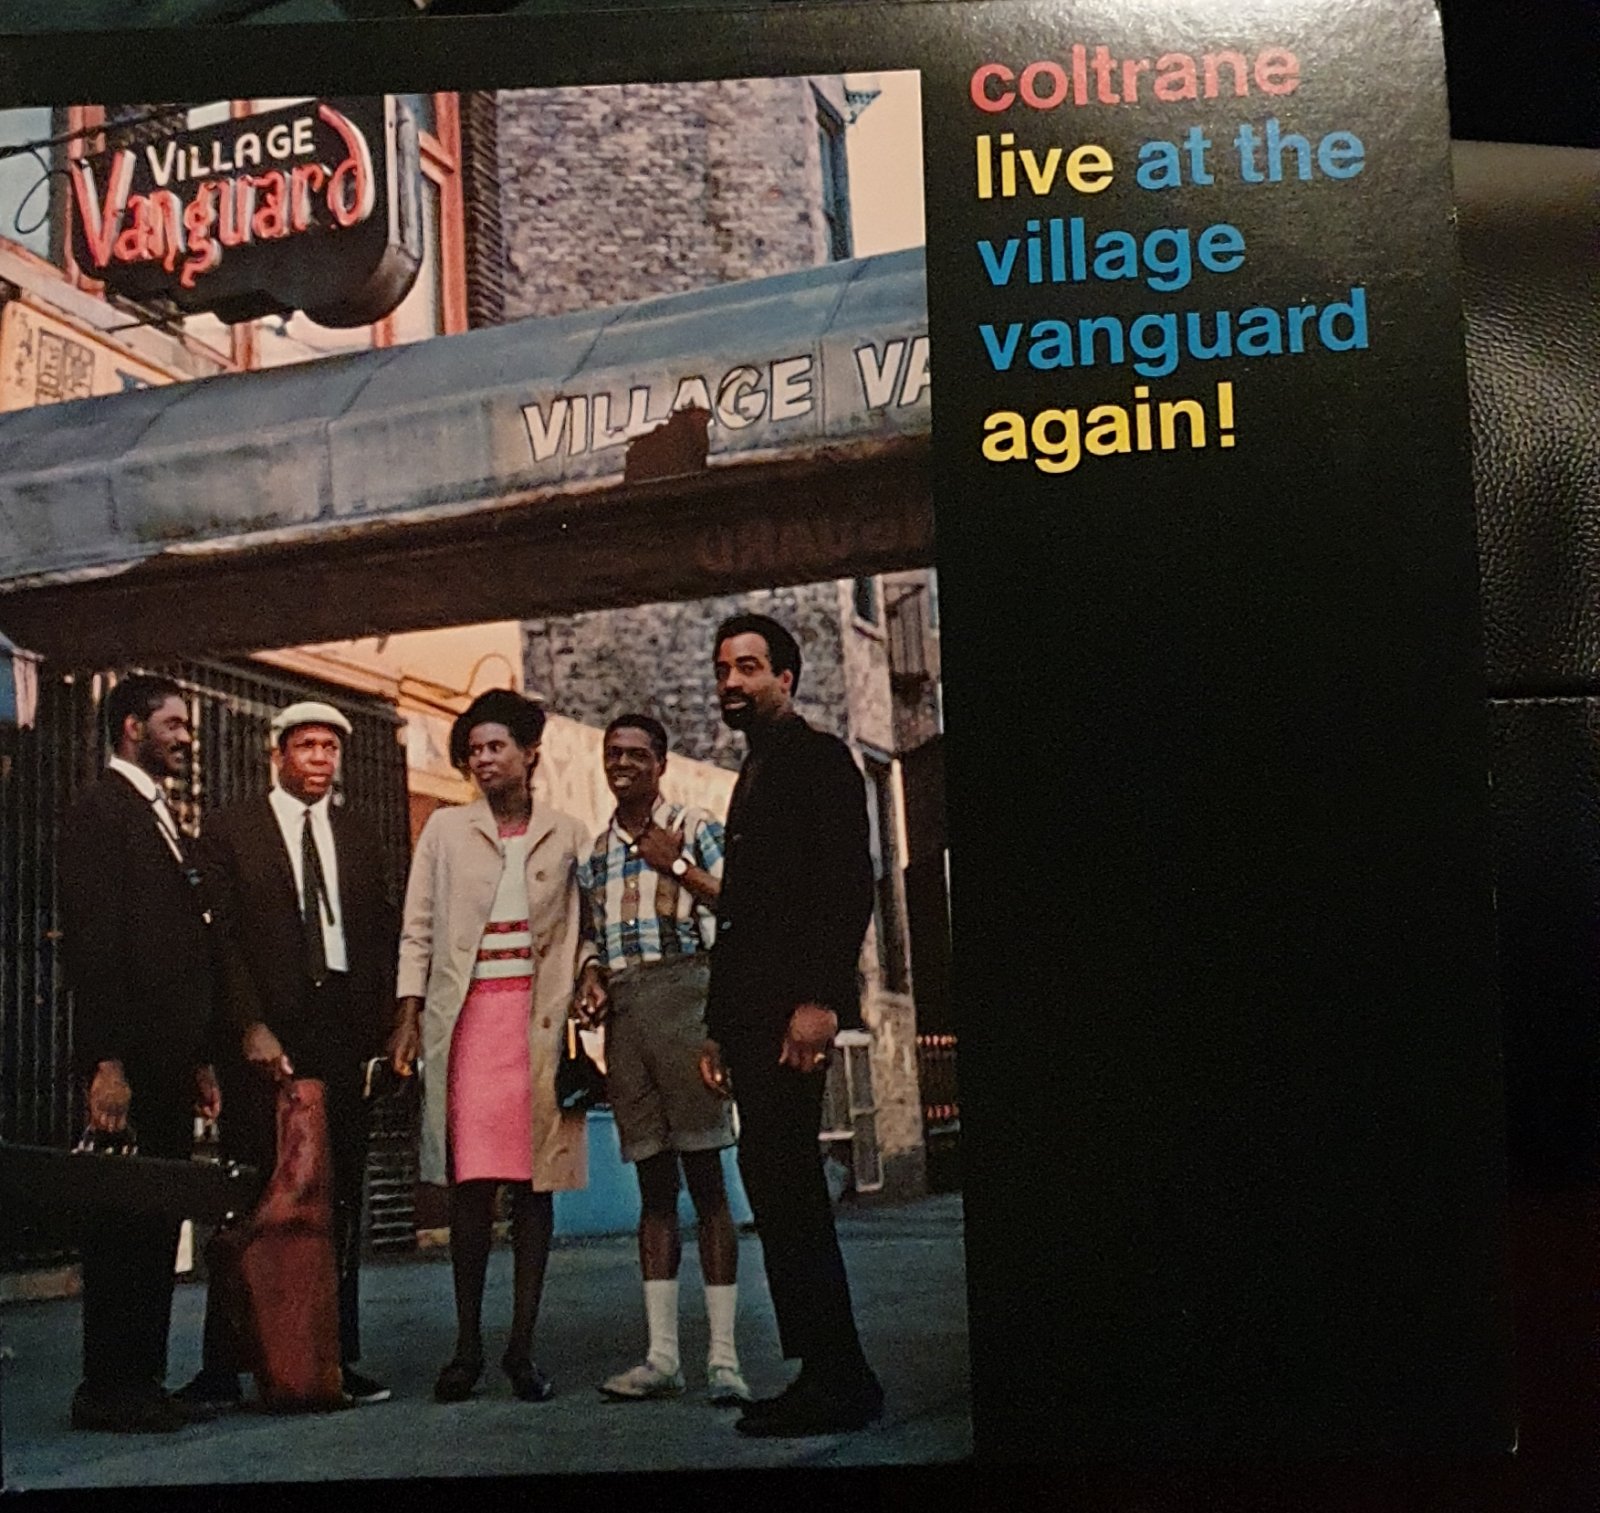 VILLAGE
Vanguard
VILLAGE VA
coltrane
live at the
village
vanguard
again!